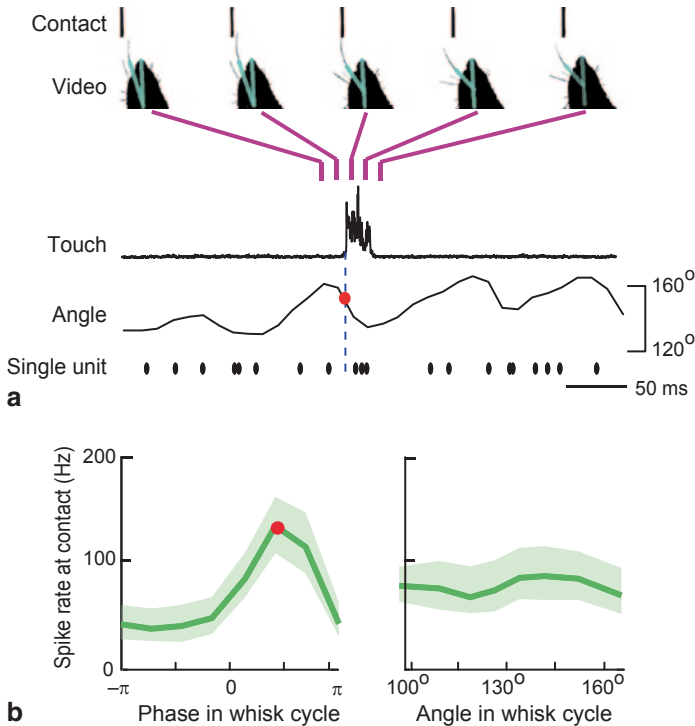 Contact
Video
Touch
Angle
160°
120°
Single unit
50 ms
a
Spike rate at contact (Hz)
200
100
0
–π
0
π
Phase in whisk cycle
100°
130°
160°
Angle in whisk cycle
b